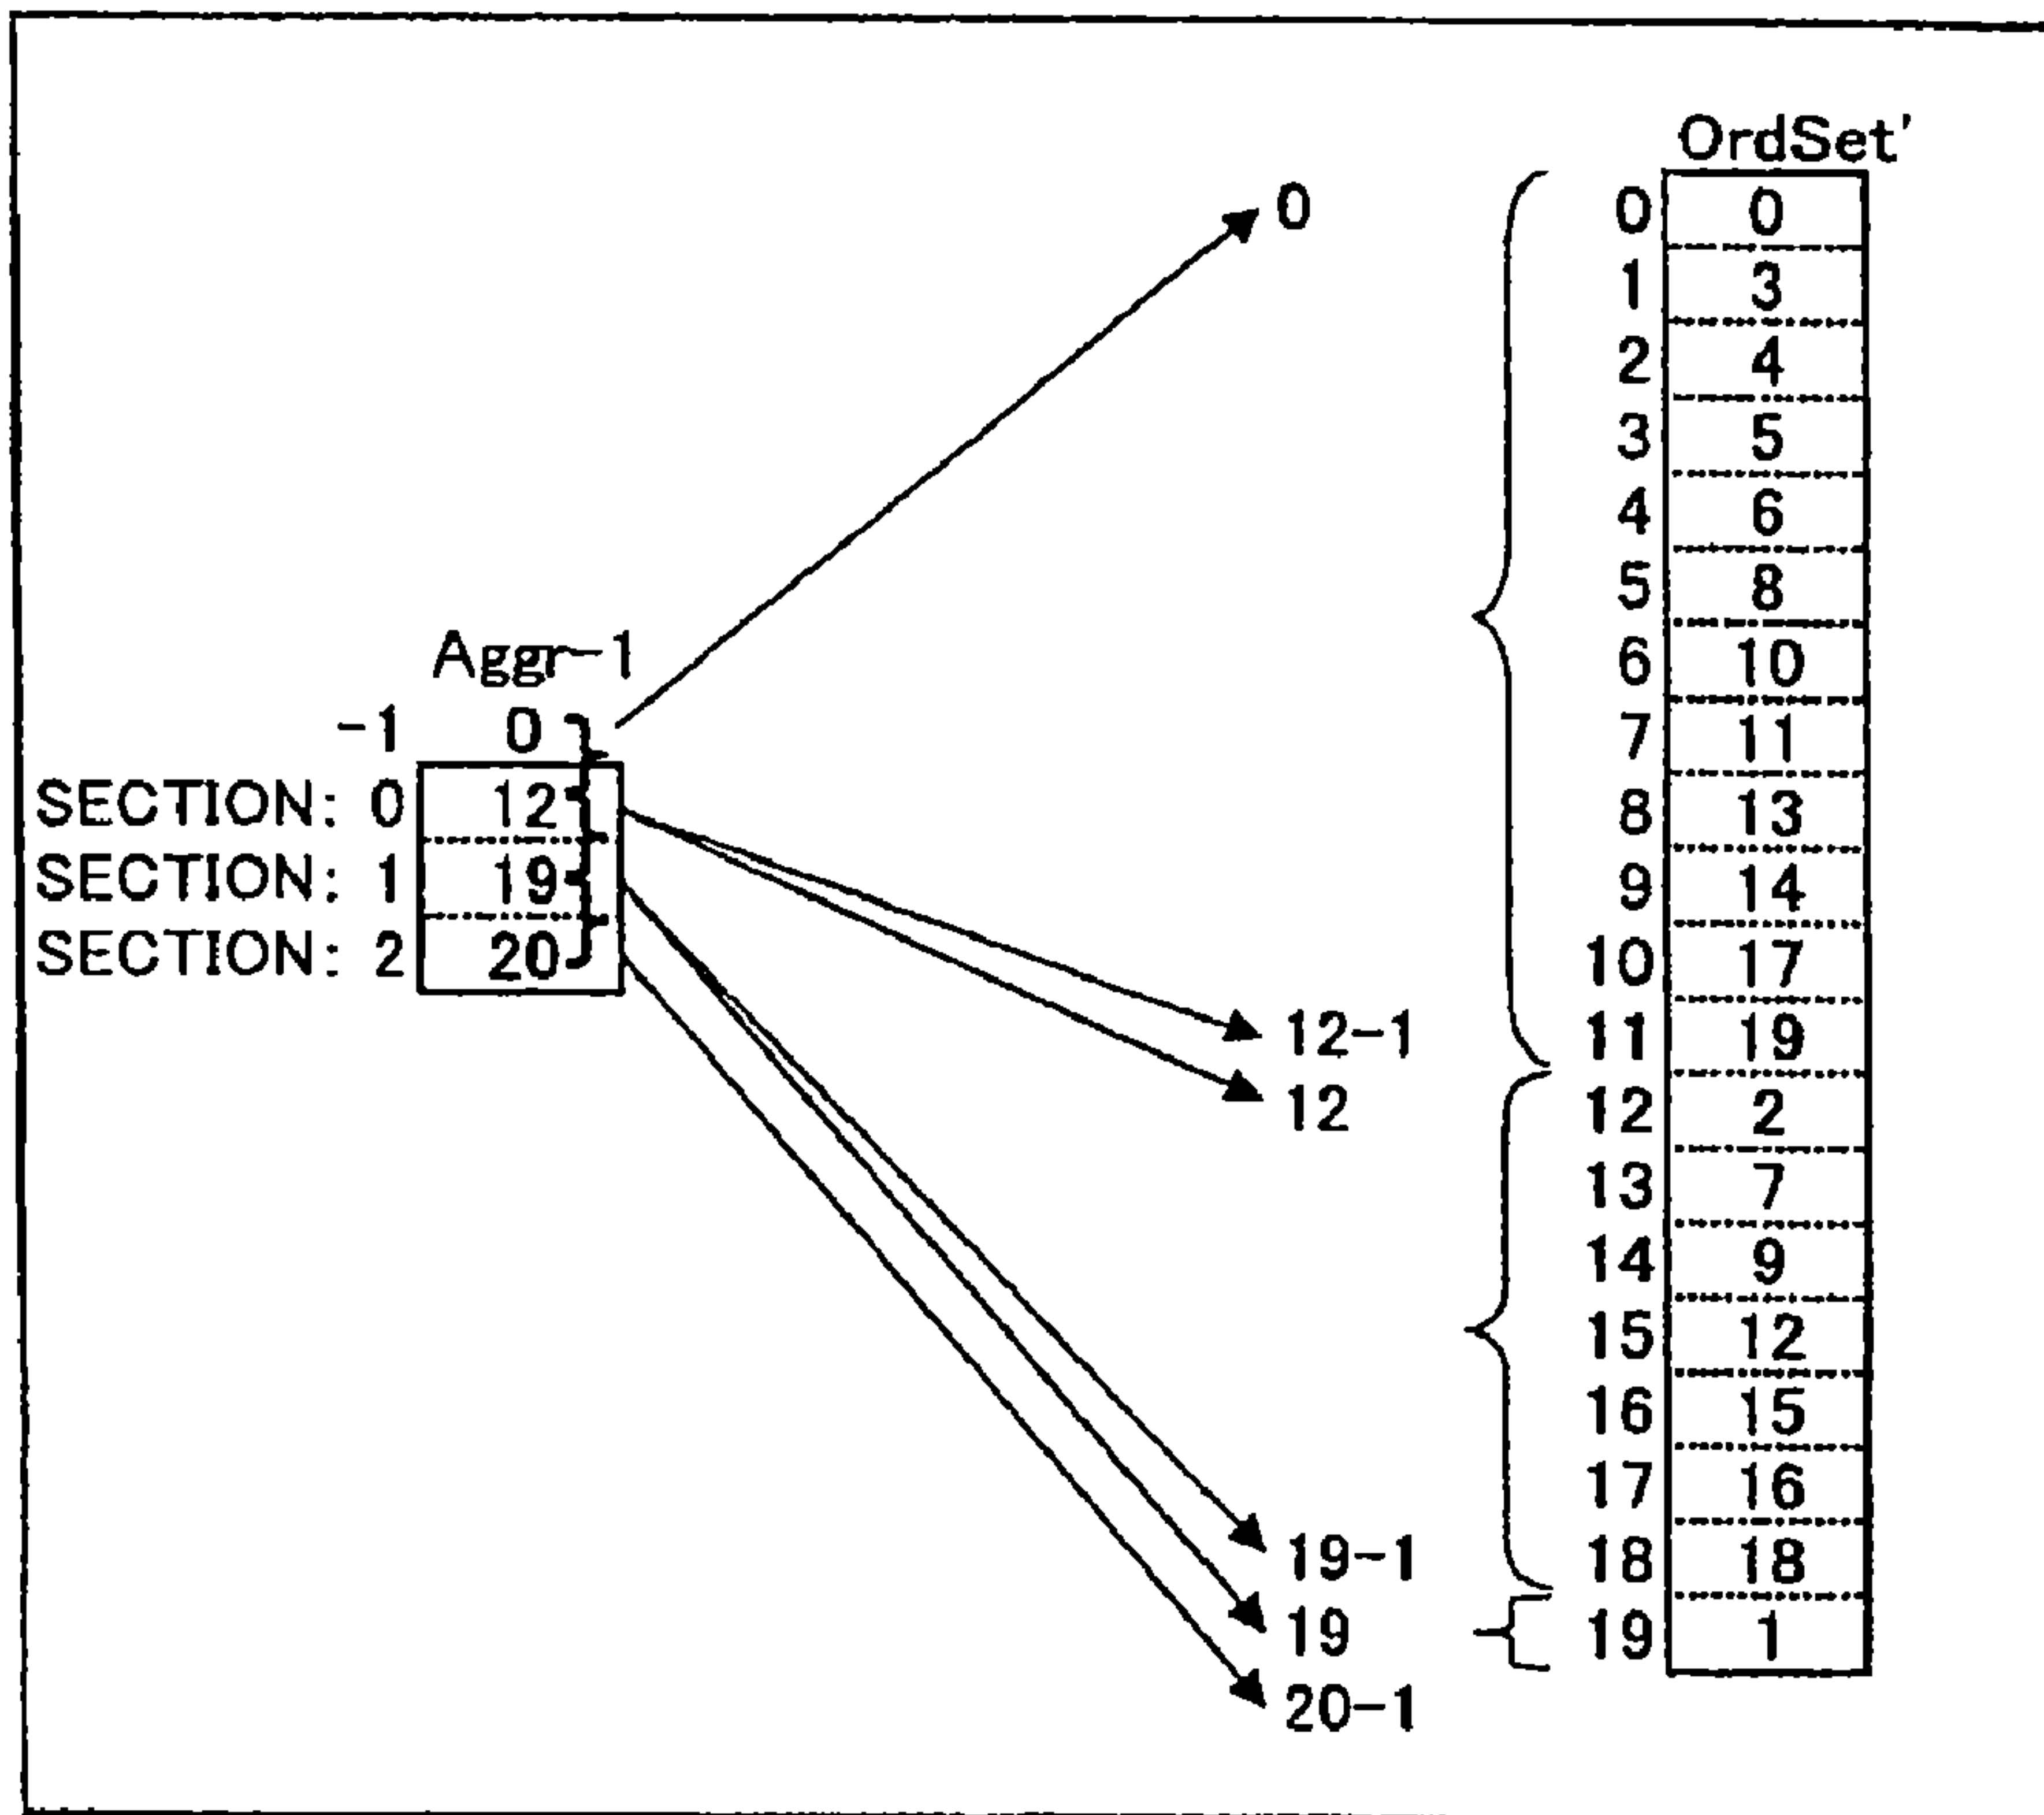 OrdSet'
0 0 0
1 3
2 4
3 5
4 6
5 8
Aggr-1 6 10
-1 0 7 11
SECTION: 0 12 8 13
SECTION: 1 19 9 14
SECTION: 2 20 10 17
12-1 11 19
12 12 2
13 7
14 9
15 12
16 15
17 16
19-1 18 18
19 19 1
20-1